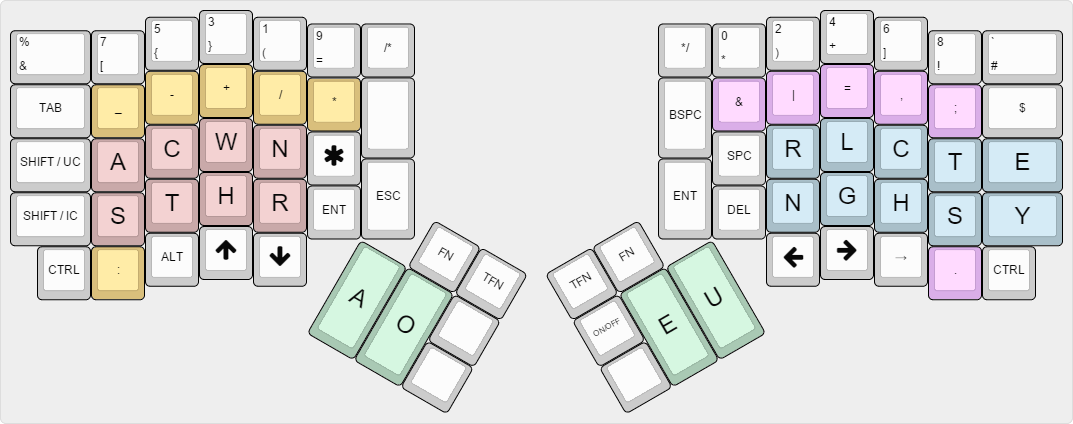 % 7 5 3 1 9 /* */ 0 2 4 6 8 `
& [ { } ( = * ) + ] ! #
TAB _ - + / * BSPC & | = , ; $
SHIFT / UC A C W N ✱ SPC R L C T E
SHIFT / IC S T H R ENT ESC ENT DEL N G H S Y
CTRL : ALT ↑ ↓ ← → → . CTRL
FN TFN TFN FN
A O ON/OFF E U